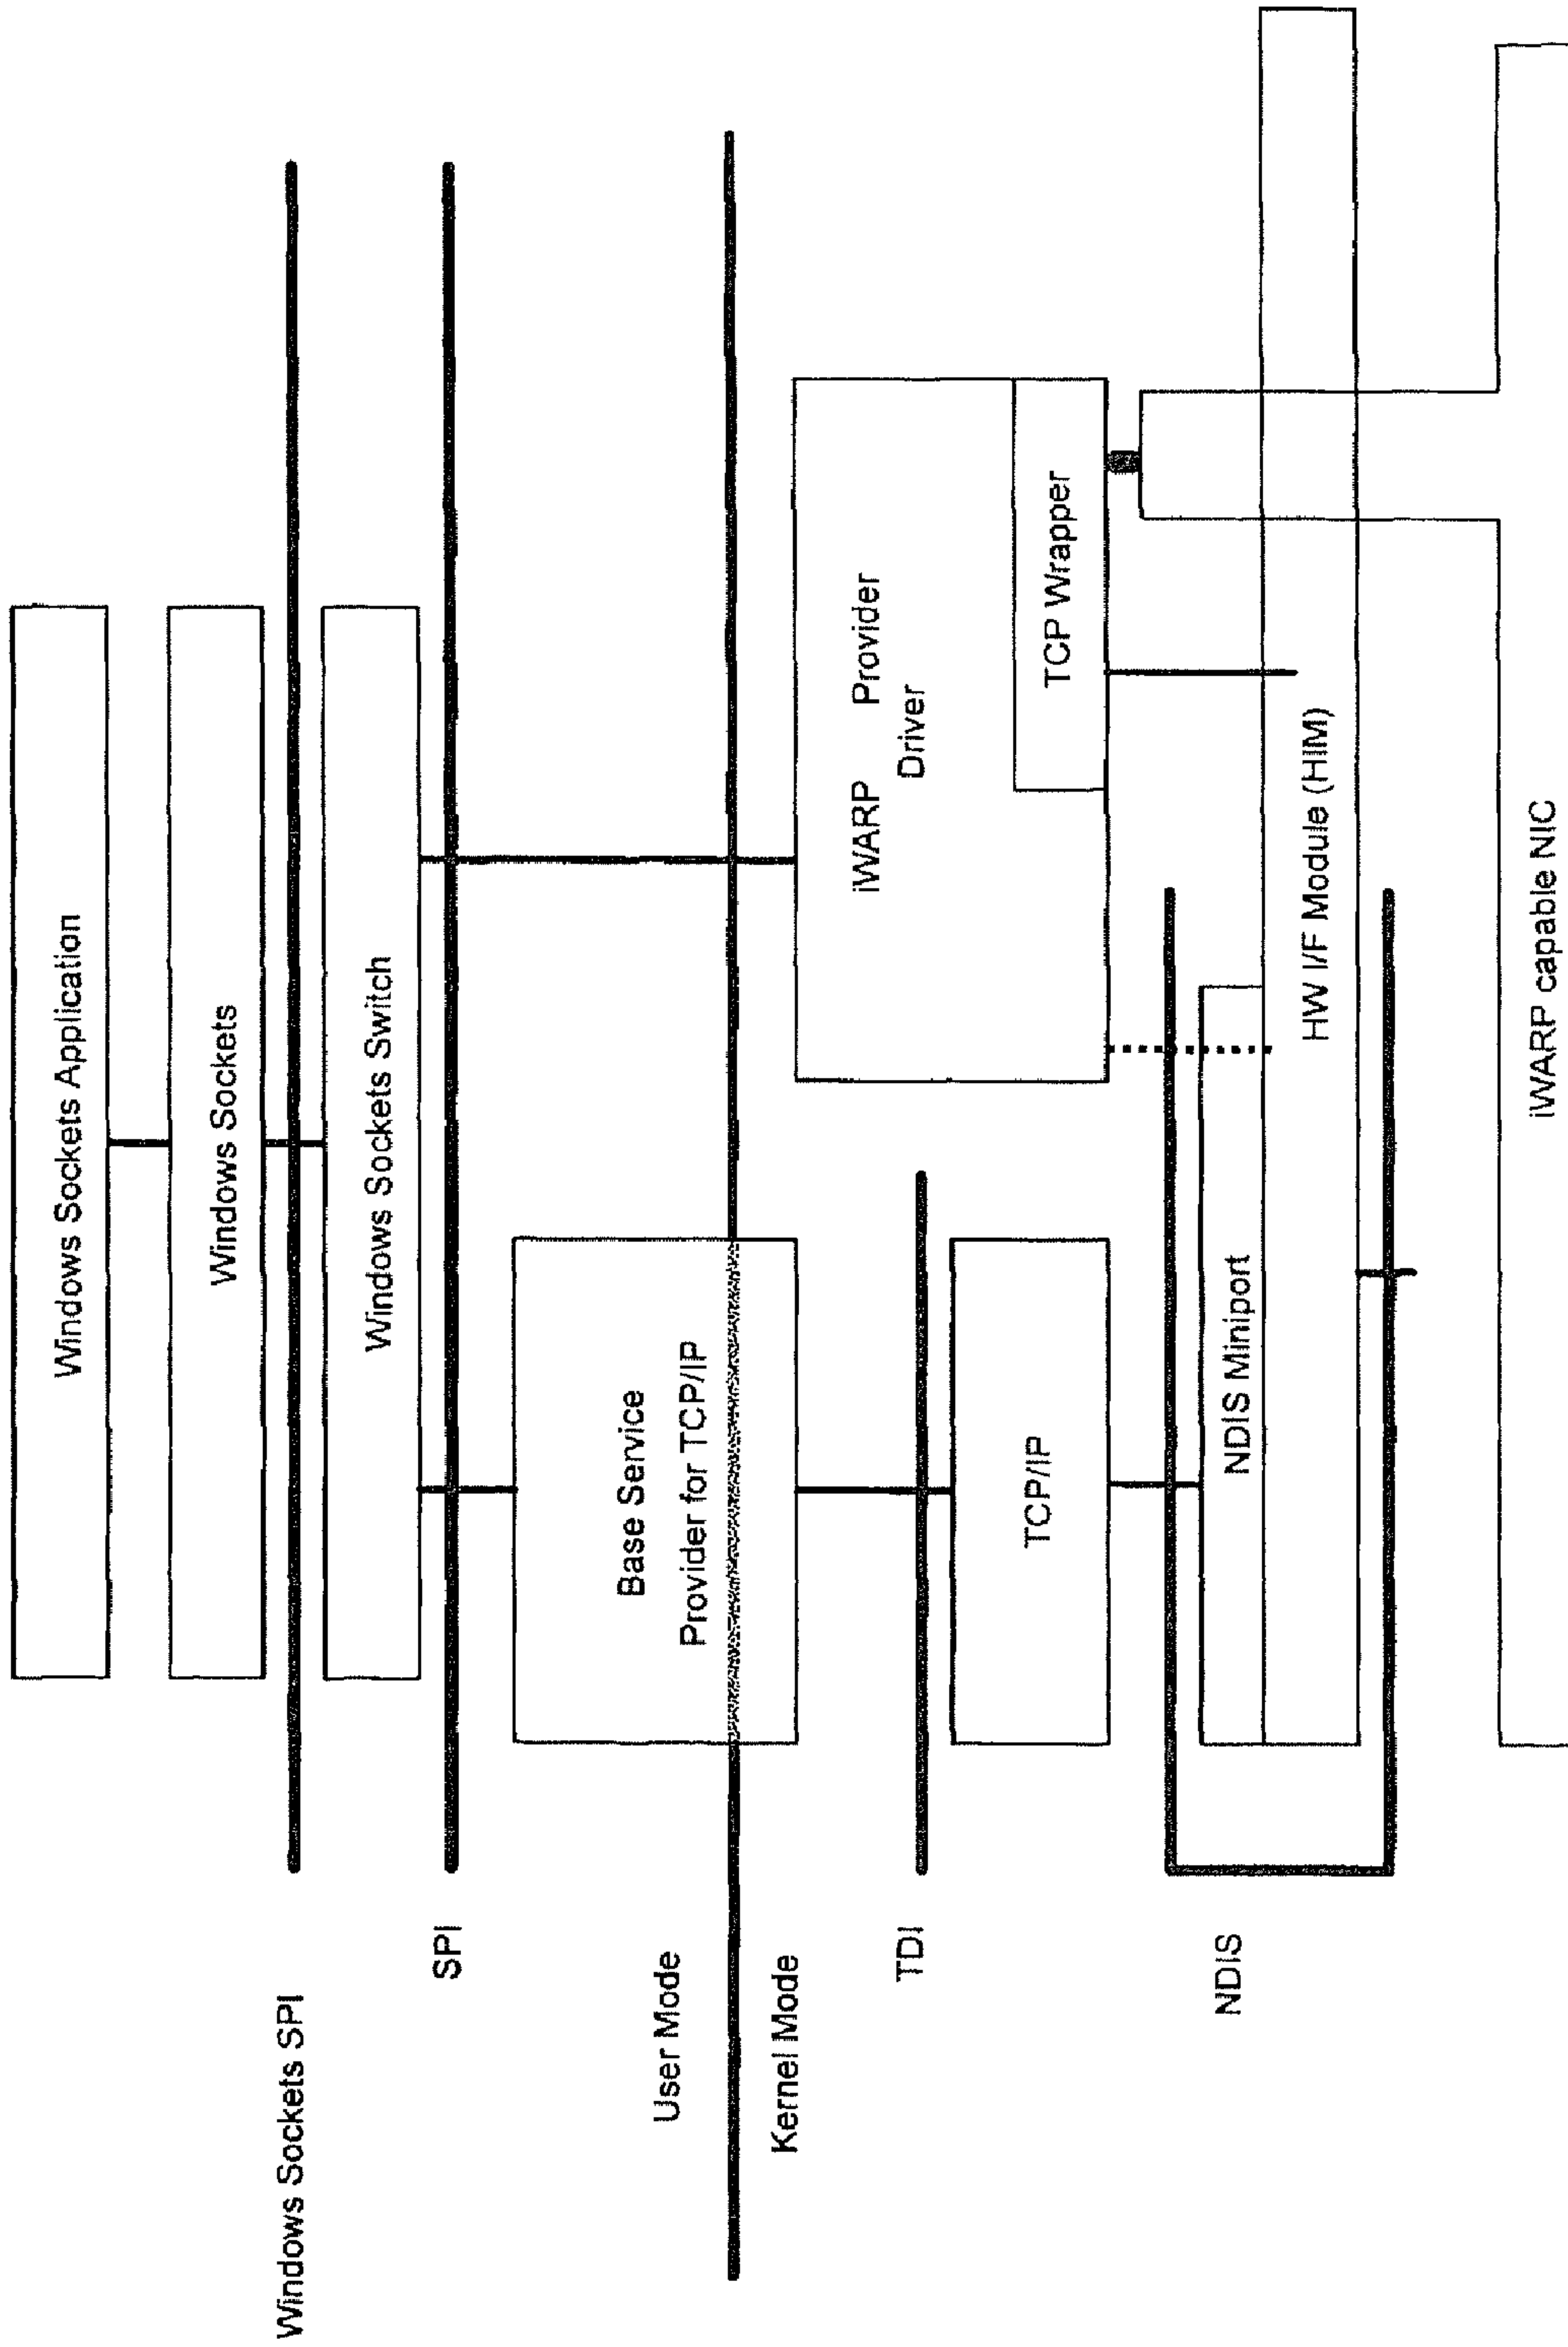 Windows Sockets Application
Windows Sockets
Windows Sockets SPI
Windows Sockets Switch
SPI
Base Service
Provider for TCP/IP
User Mode
Kernel Mode
iWARP Provider
Driver
TCP Wrapper
TDI
TCP/IP
NDIS
NDIS Miniport
HW I/F Module (HIM)
iWARP capable NIC